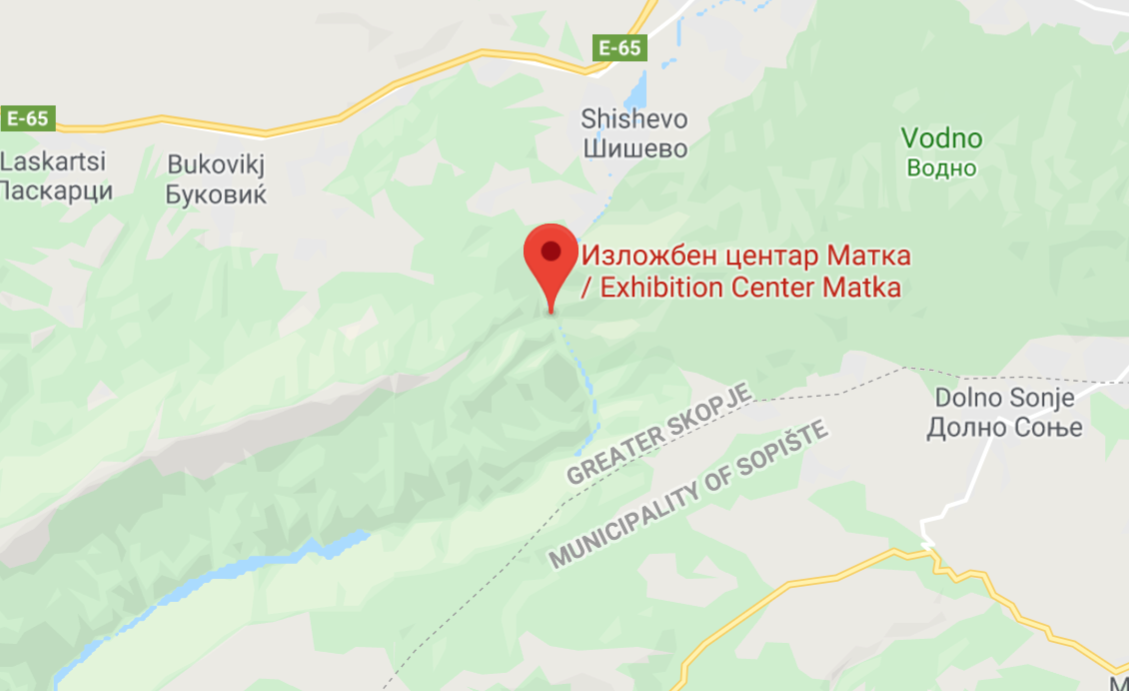 E-65
E-65
Shishevo
Шишево
Vodno
Водно
Laskartsi
Bukovikj
Буковиќ
Изложбен центар Матка
/ Exhibition Center Matka
GREATER SKOPJE
MUNICIPALITY OF SOPIŠTE
Dolno Sonje
Долно Соње